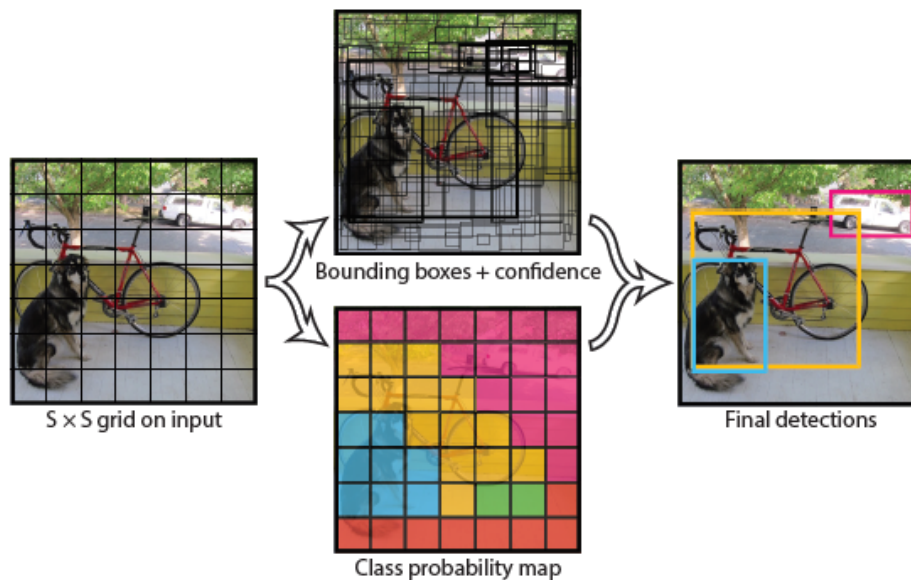 Bounding boxes + confidence
S × S grid on input
Final detections
Class probability map